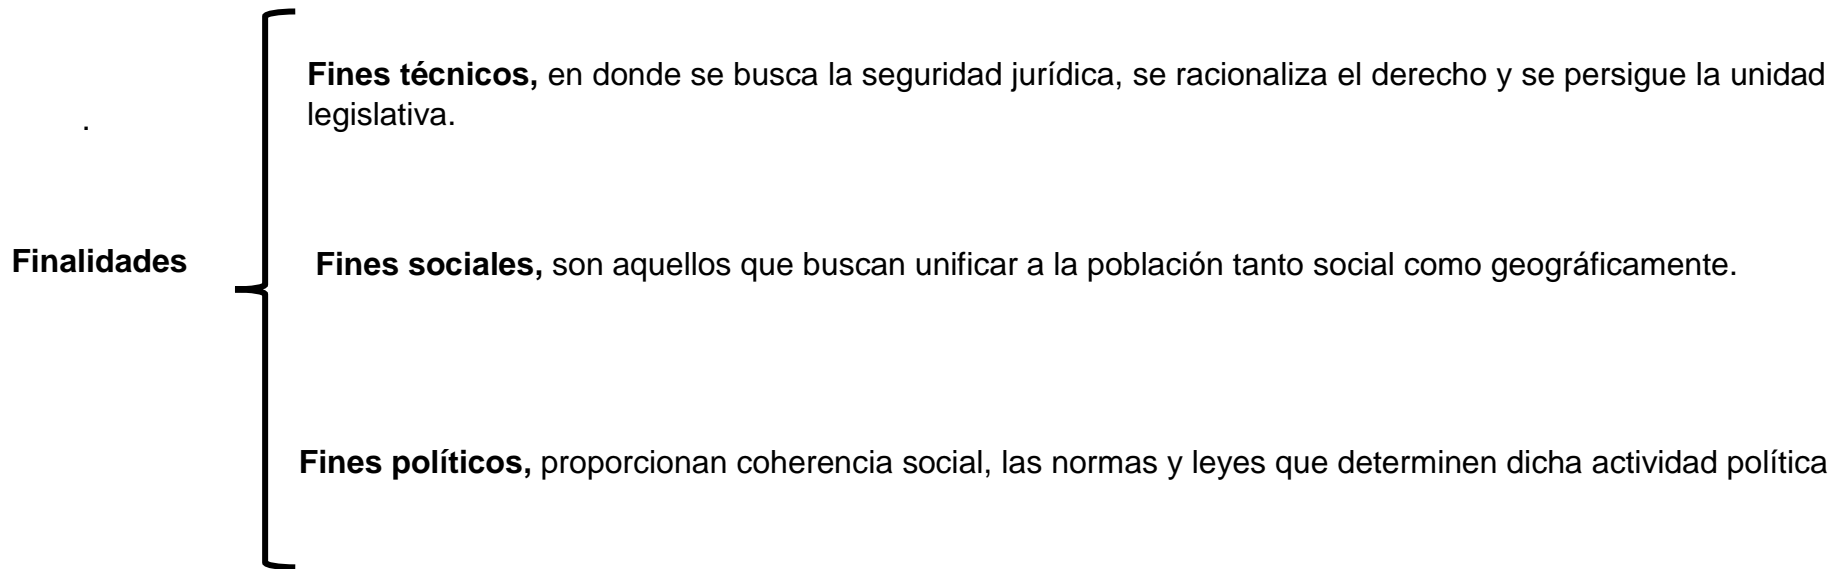 Fines técnicos, en donde se busca la seguridad jurídica, se racionaliza el derecho y se persigue la unidad
legislativa.
.
Finalidades
Fines sociales, son aquellos que buscan unificar a la población tanto social como geográficamente.
Fines políticos, proporcionan coherencia social, las normas y leyes que determinen dicha actividad política